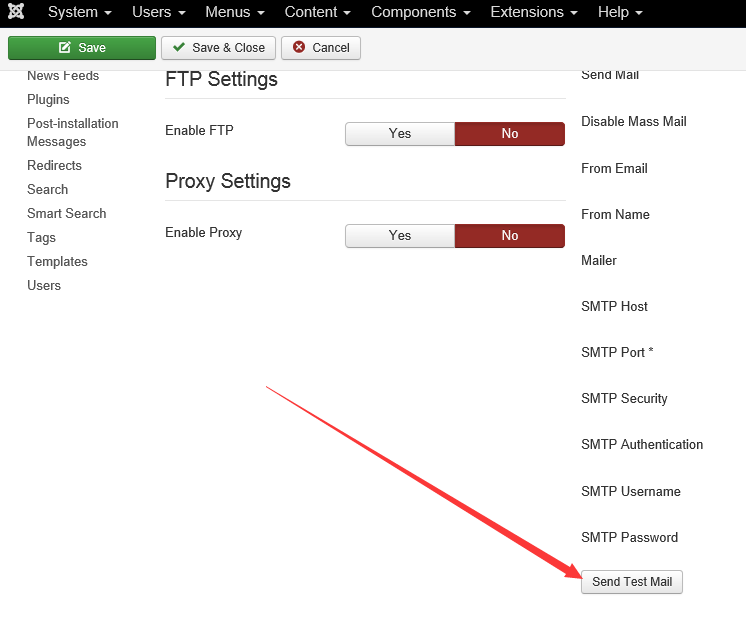 System Users Menus Content Components Extensions Help
Save Save & Close Cancel
News Feeds
Plugins
Post-installation
Messages
Redirects
Search
Smart Search
Tags
Templates
Users
FTP Settings
Enable FTP Yes No
Proxy Settings
Enable Proxy Yes No
Send Mail
Disable Mass Mail
From Email
From Name
Mailer
SMTP Host
SMTP Port *
SMTP Security
SMTP Authentication
SMTP Username
SMTP Password
Send Test Mail